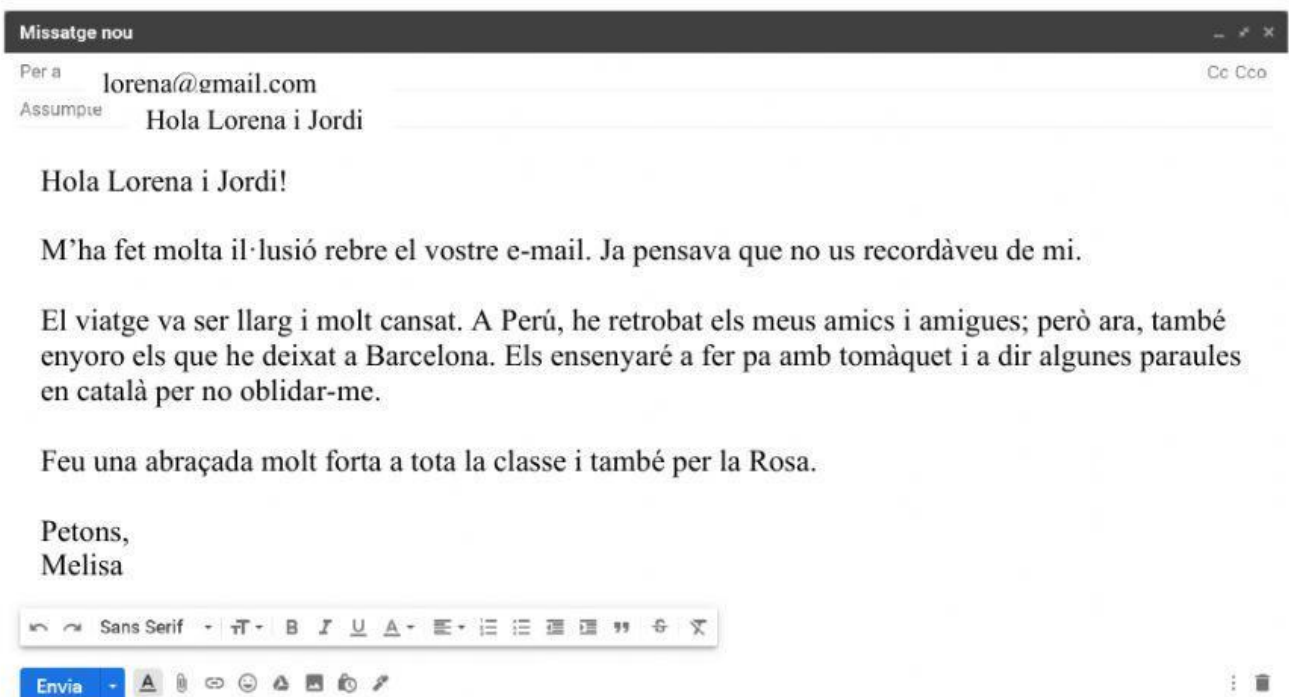 Missatge nou
Per a lorena@gmail.com Cc Cco
Assumpte Hola Lorena i Jordi
Hola Lorena i Jordi!
M'ha fet molta il·lusió rebre el vostre e-mail. Ja pensava que no us recordàveu de mi.
El viatge va ser llarg i molt cansat. A Perú, he retrobat els meus amics i amigues; però ara, també
enyoro els que he deixat a Barcelona. Els ensenyaré a fer pa amb tomàquet i a dir algunes paraules
en català per no oblidar-me.
Feu una abraçada molt forta a tota la classe i també per la Rosa.
Petons,
Melisa
Sans Serif
Envia